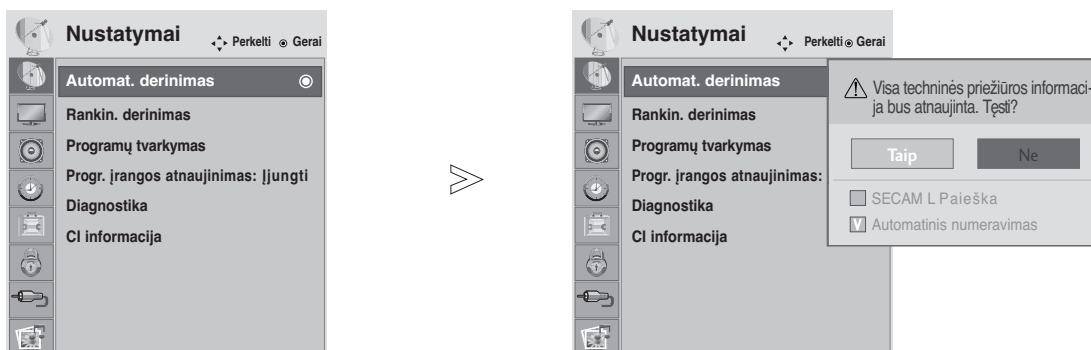 Nustatymai
Perkelti Gerai
Automat. derinimas
Rankin. derinimas
Programų tvarkymas
Progr. įrangos atnaujinimas: Įjungti
Diagnostika
CI informacija
Nustatymai
Perkelti Gerai
Automat. derinimas
Rankin. derinimas
Programų tvarkymas
Progr. įrangos atnaujinimas:
Diagnostika
CI informacija
Visa techninės priežiūros informaci-
ja bus atnaujinta. Tęsti?
Taip Ne
SECAM L Paieška
V Automatinis numeravimas